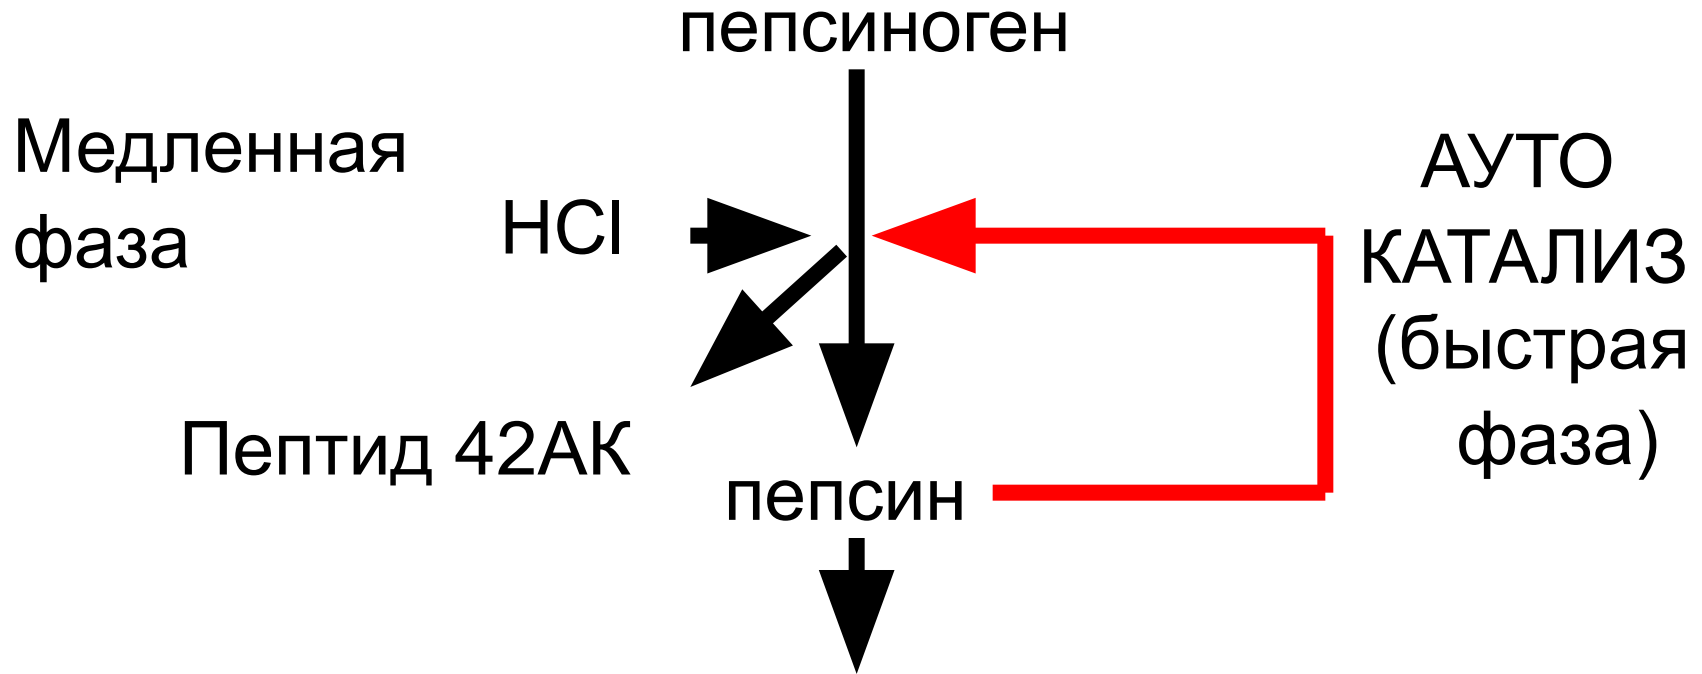 пепсиноген
Медленная
фаза
HCl
АУТО
КАТАЛИЗ
(быстрая
фаза)
Пептид 42АК
пепсин